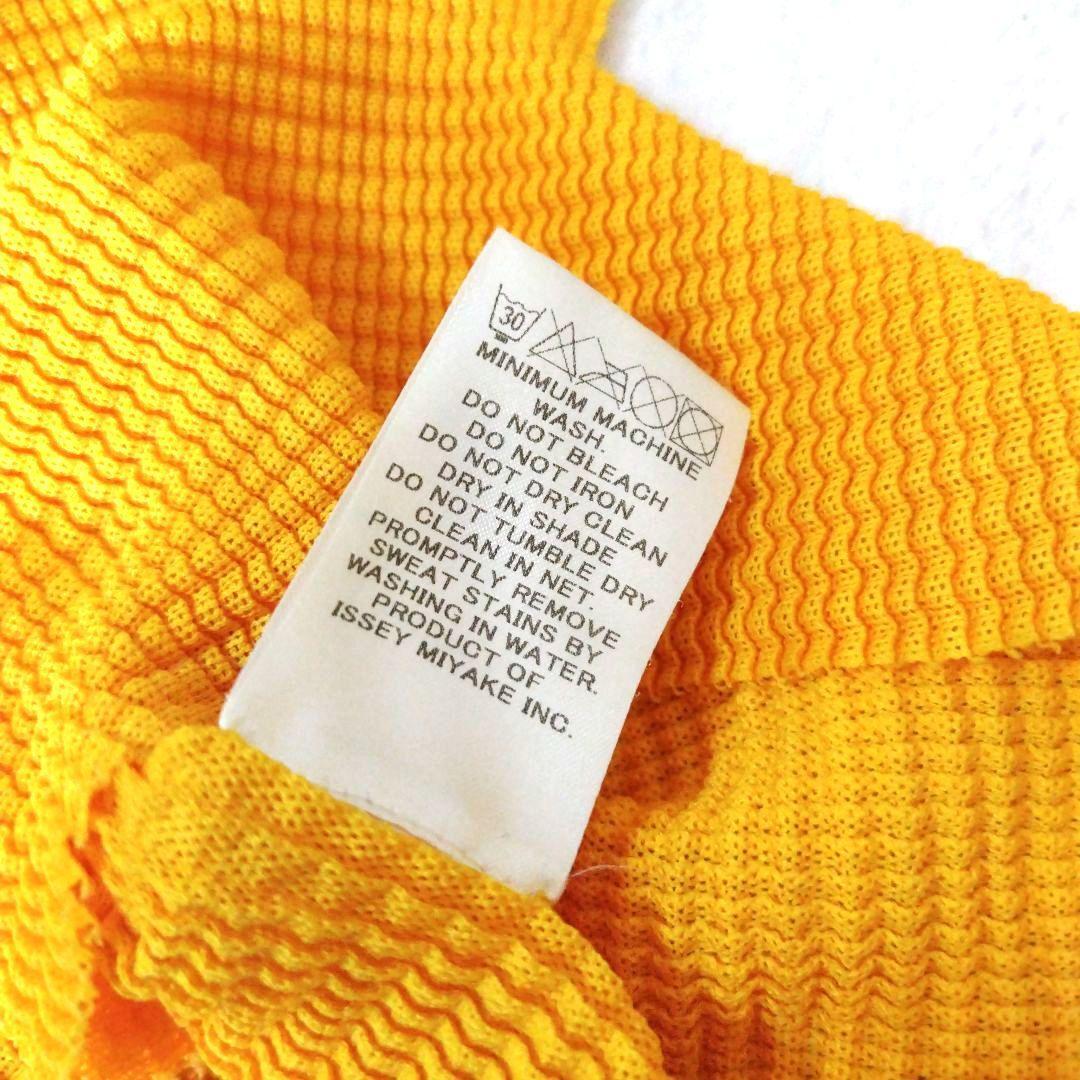 30
MINIMUM MACHINE
WASH.
DO NOT BLEACH
DO NOT IRON
DO NOT DRY CLEAN
DRY IN SHADE
DO NOT TUMBLE DRY
CLEAN IN NET.
PROMPTLY REMOVE
SWEAT STAINS BY
WASHING IN WATER.
PRODUCT OF
ISSEY MIYAKE INC.